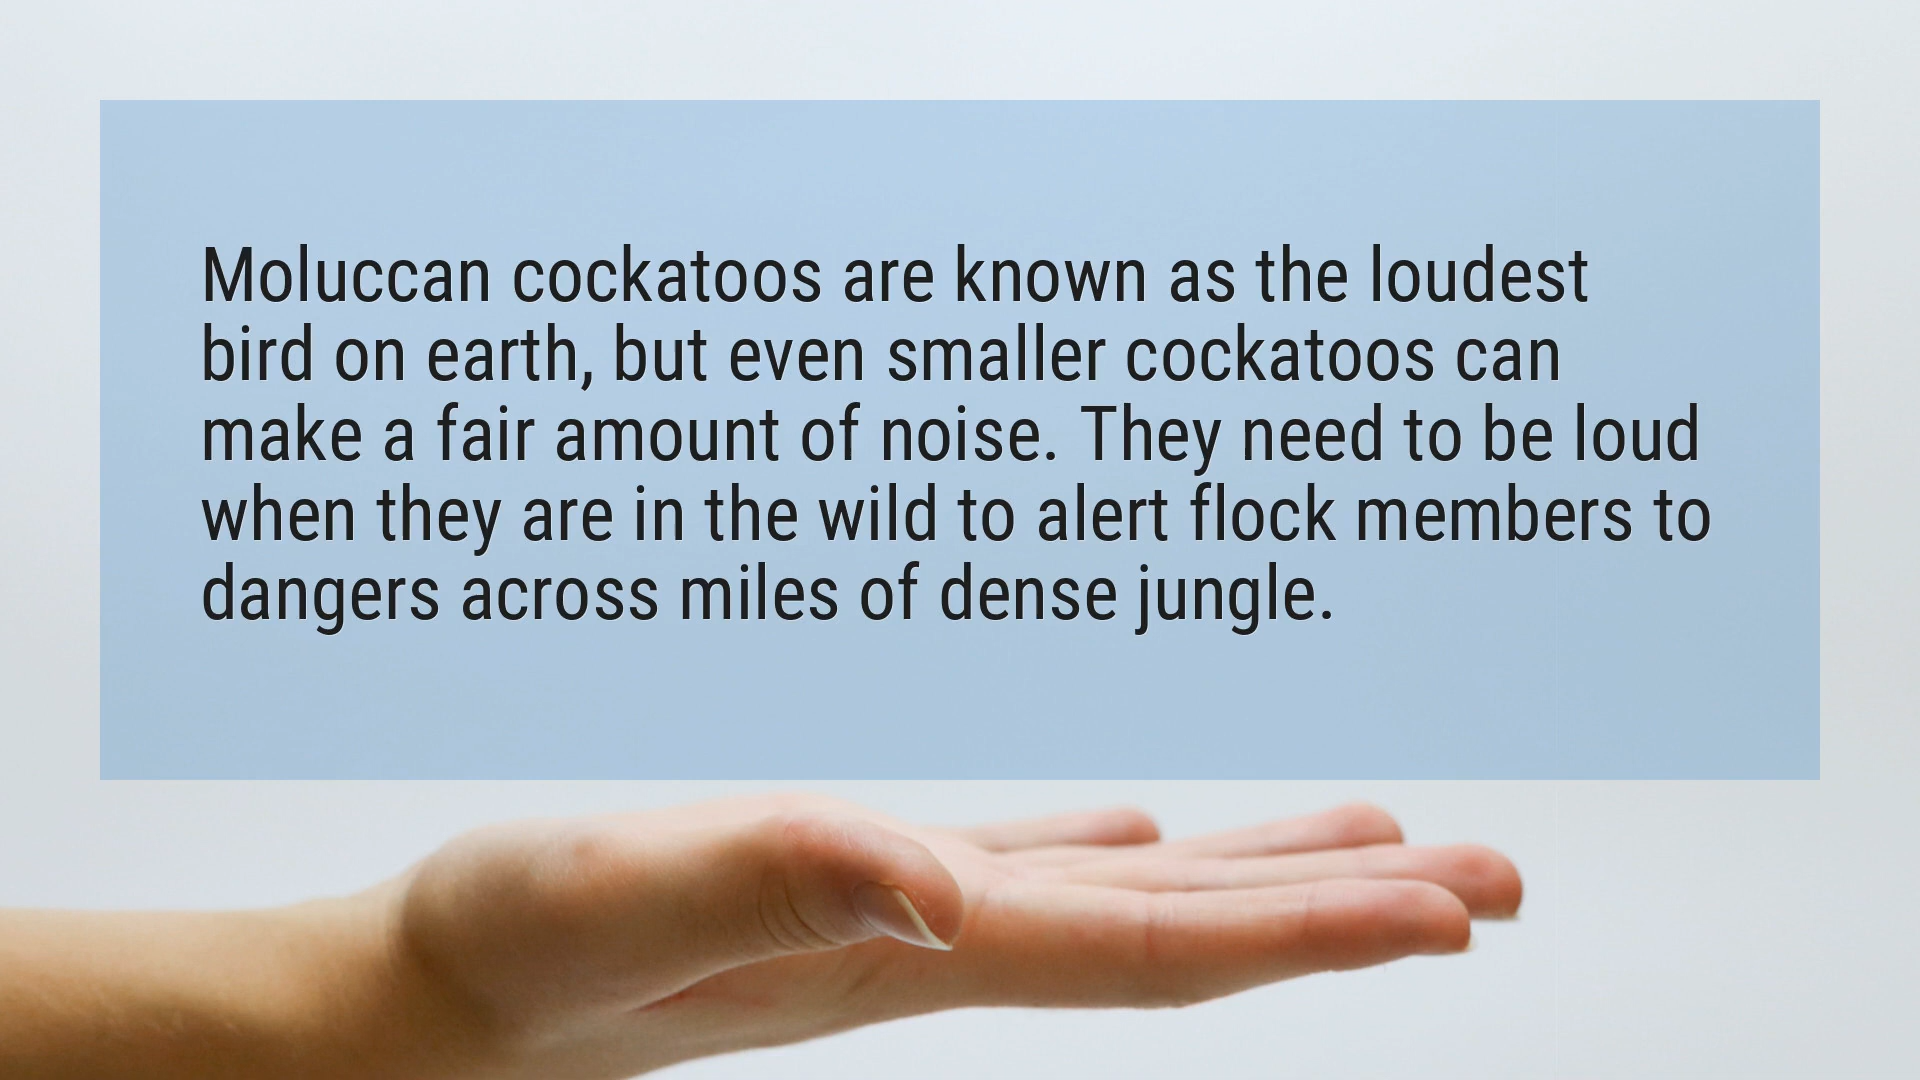 Moluccan cockatoos are known as the loudest
bird on earth, but even smaller cockatoos can
make a fair amount of noise. They need to be loud
when they are in the wild to alert flock members to
dangers across miles of dense jungle.